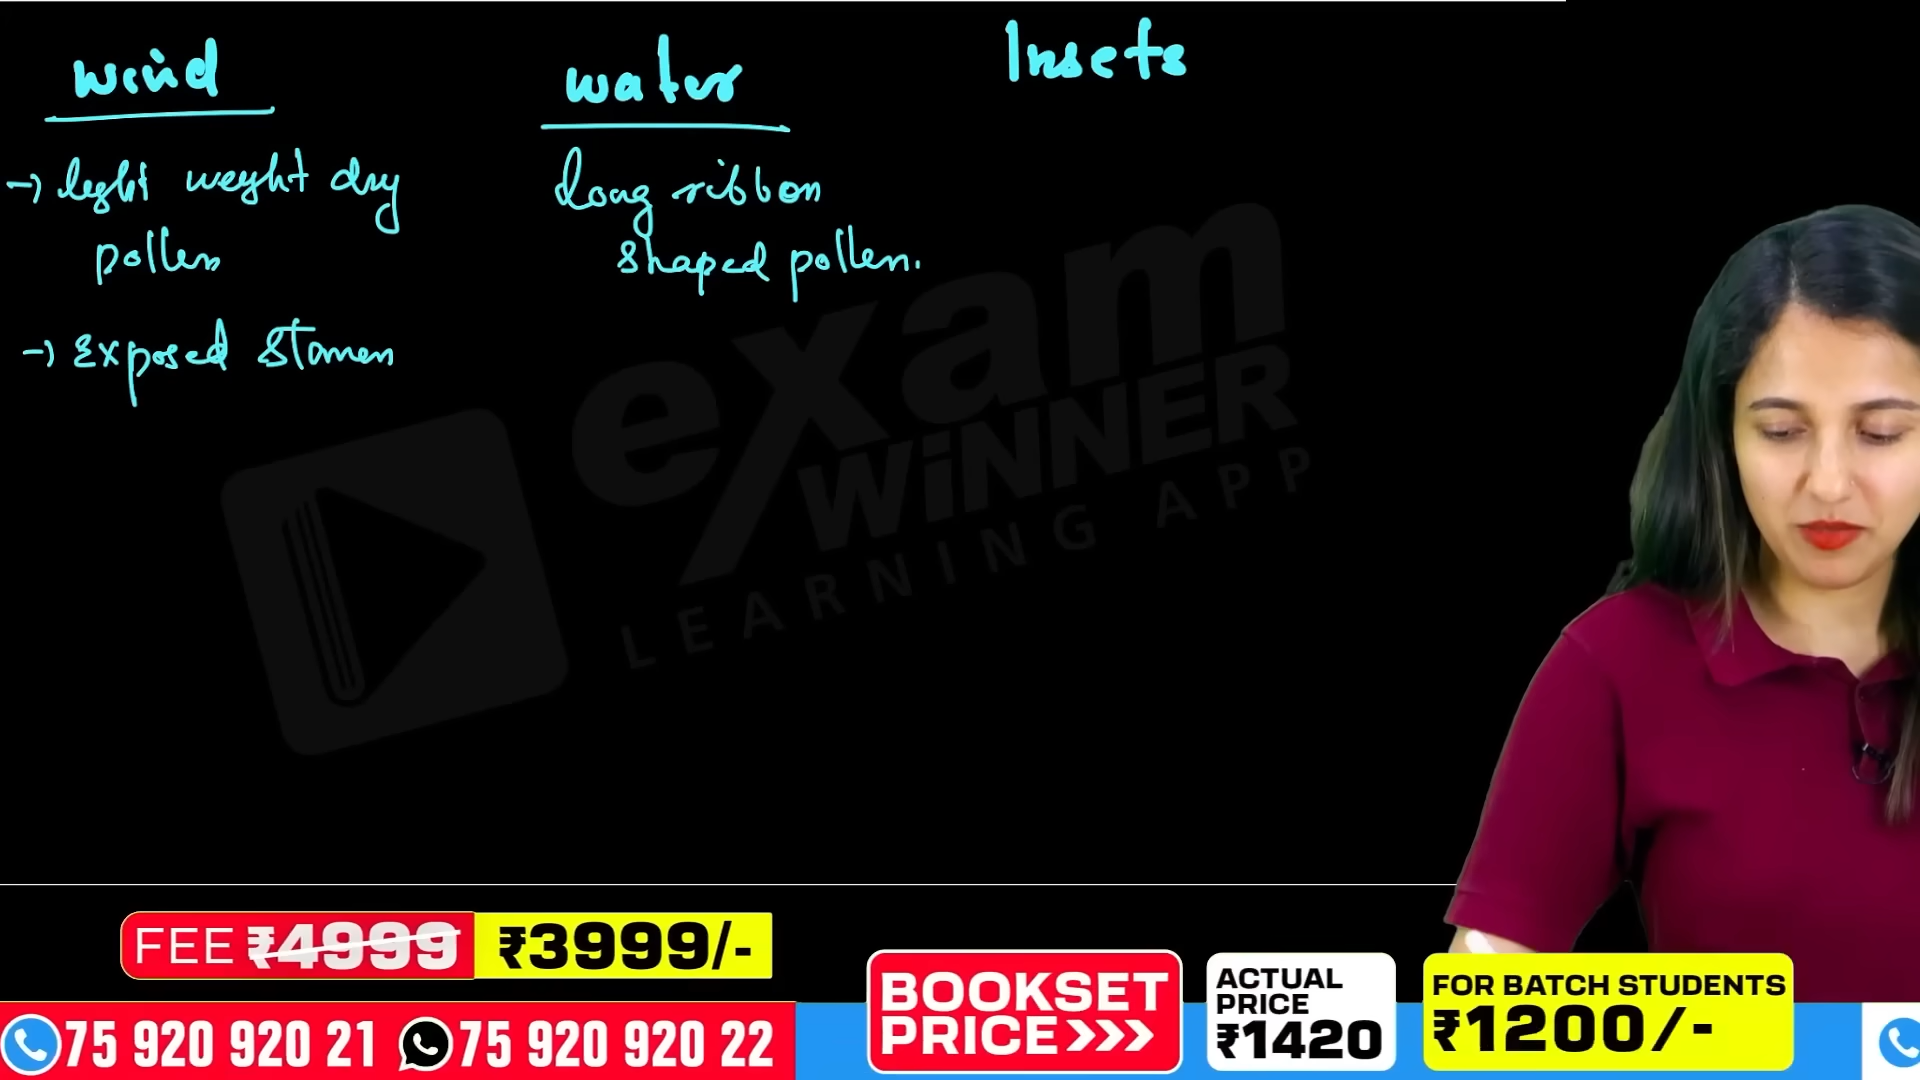 wind
water
Insets
→ light weight dry
pollen
→ Exposed Stamen
Long ribbon
shaped pollen.
exam
WiNNER
LEARNING APP
FEE ₹4999 ₹3999/-
75 920 920 21 75 920 920 22
BOOKSET
PRICE >>>
ACTUAL
PRICE
₹1420
FOR BATCH STUDENTS
₹1200/-